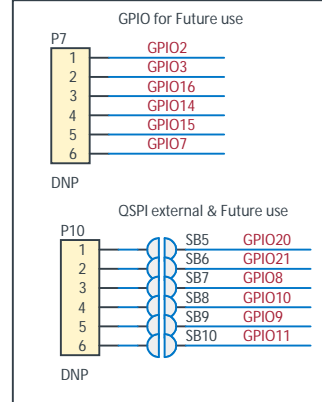 GPIO for Future use
P7
1 GPIO2
2 GPIO3
3 GPIO16
4 GPIO14
5 GPIO15
6 GPIO7
DNP
QSPI external & Future use
P10
1 SB5 GPIO20
2 SB6 GPIO21
3 SB7 GPIO8
4 SB8 GPIO10
5 SB9 GPIO9
6 SB10 GPIO11
DNP